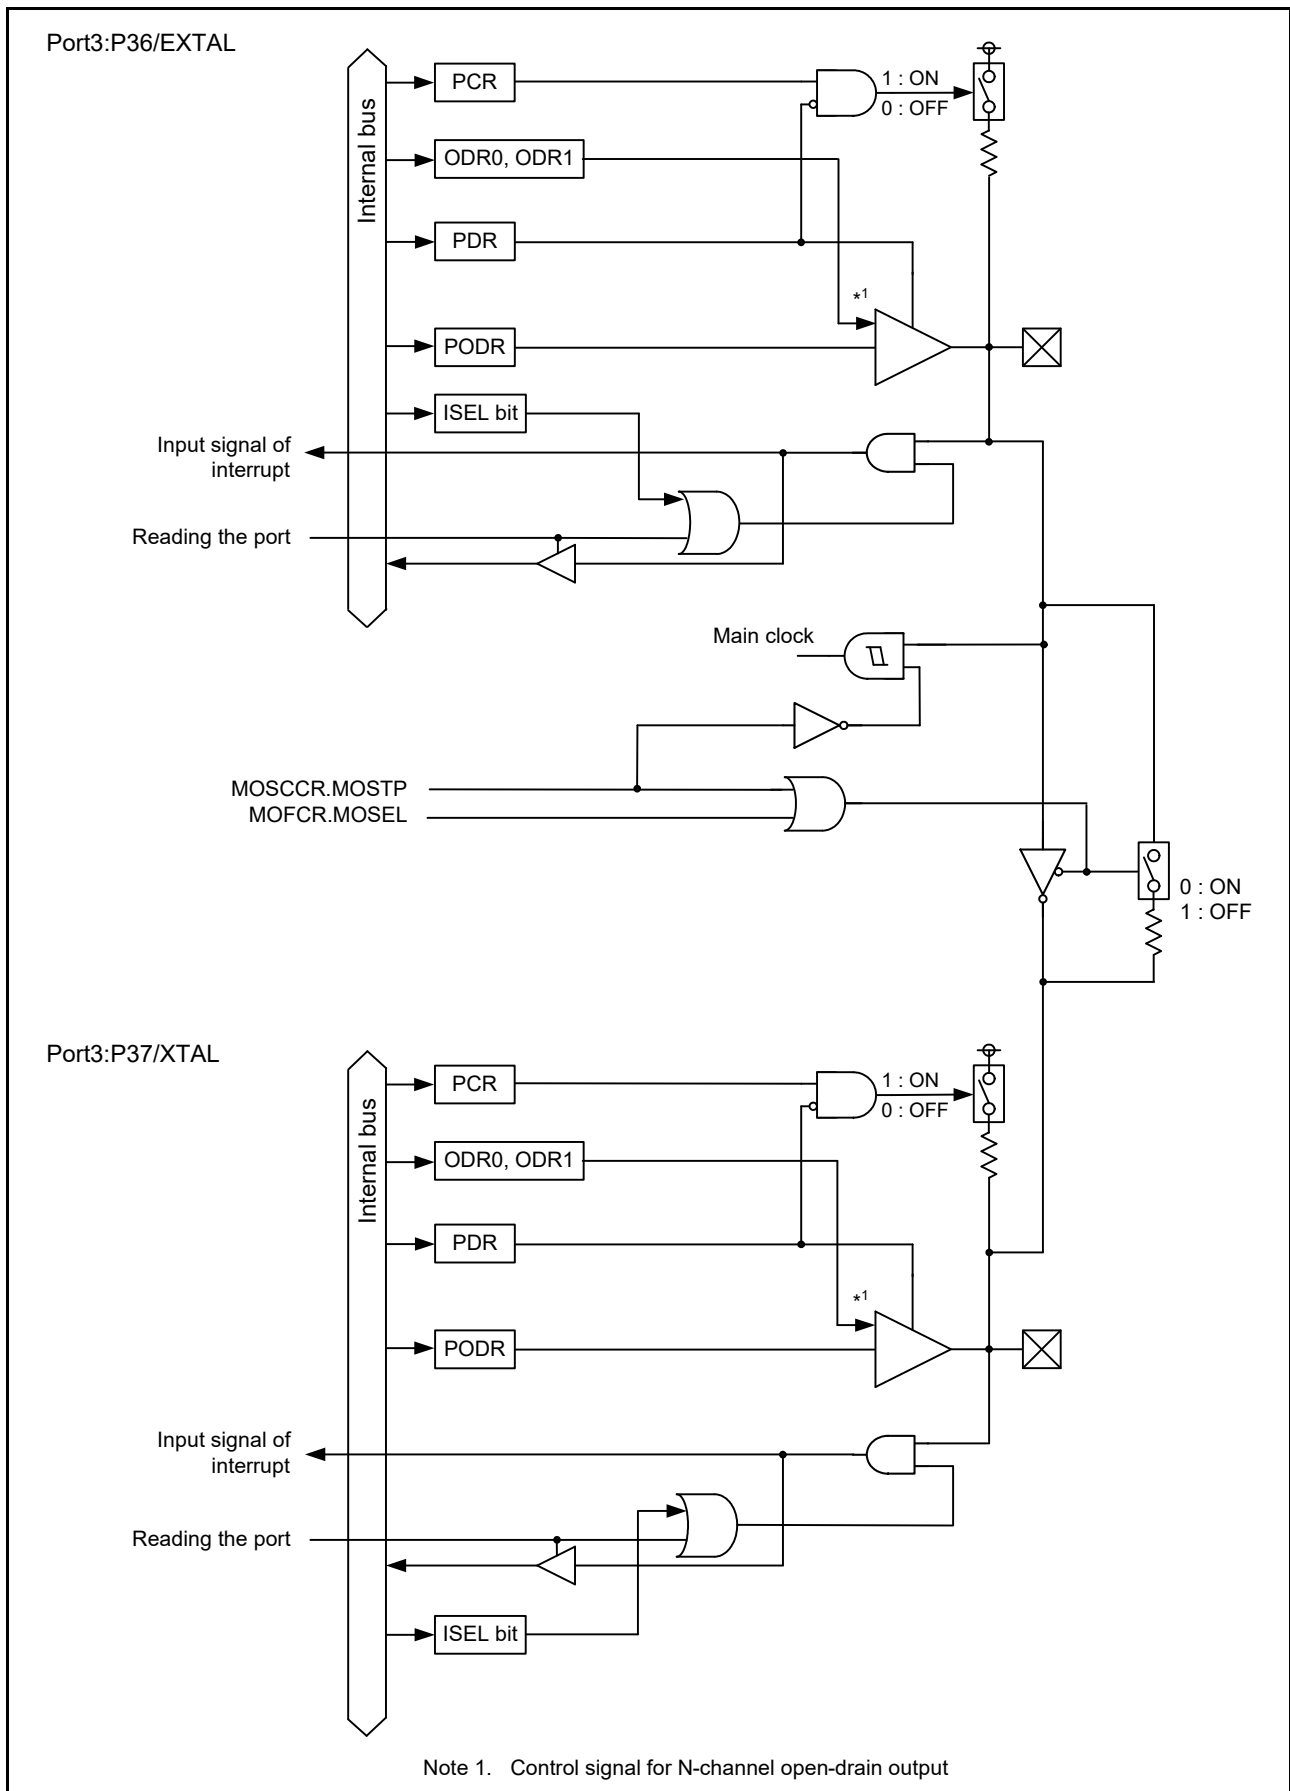 Port3:P36/EXTAL
Internal bus
PCR
1 : ON
0 : OFF
ODR0, ODR1
PDR
*1
PODR
ISEL bit
Input signal of
interrupt
Reading the port
Main clock
MOSCCR.MOSTP
MOFCR.MOSEL
0 : ON
1 : OFF
Port3:P37/XTAL
Internal bus
PCR
1 : ON
0 : OFF
ODR0, ODR1
PDR
*1
PODR
Input signal of
interrupt
Reading the port
ISEL bit
Note 1. Control signal for N-channel open-drain output